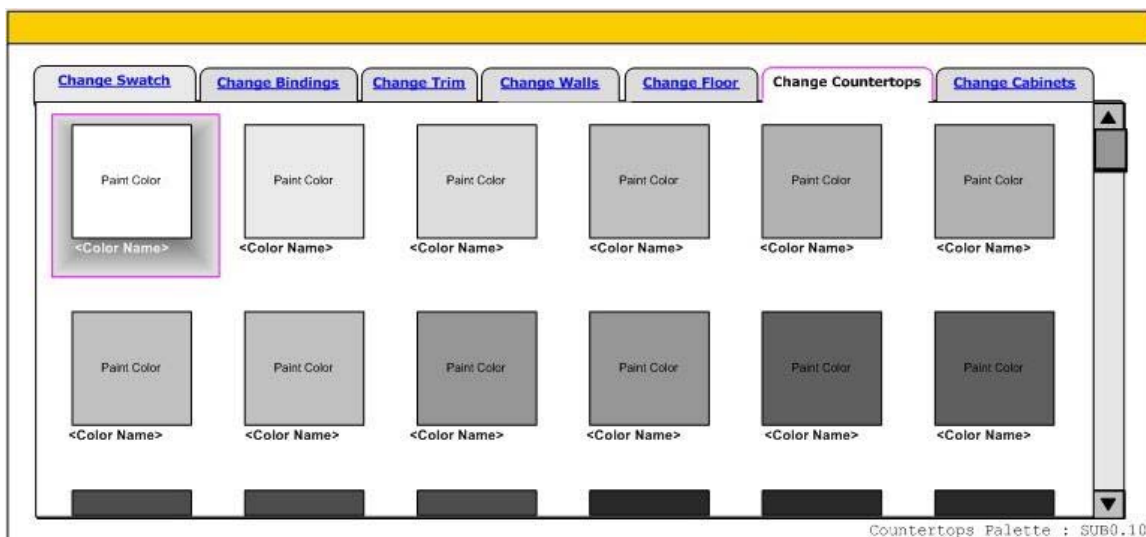 Change Swatch Change Bindings Change Trim Change Walls Change Floor Change Countertops Change Cabinets
Paint Color Paint Color Paint Color Paint Color Paint Color Paint Color
<Color Name> <Color Name> <Color Name> <Color Name> <Color Name> <Color Name>
Paint Color Paint Color Paint Color Paint Color Paint Color Paint Color
<Color Name> <Color Name> <Color Name> <Color Name> <Color Name> <Color Name>
Countertops Palette : SUB0.10